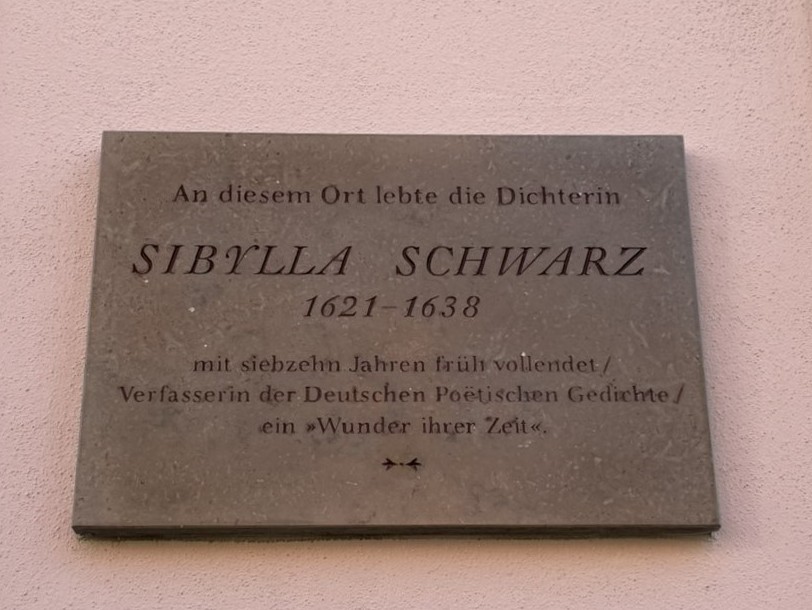 An diesem Ort lebte die Dichterin
SIBYLLA SCHWARZ
1621–1638
mit siebzehn Jahren früh vollendet /
Verfasserin der Deutschen Poëtischen Gedichte /
ein »Wunder ihrer Zeit«.